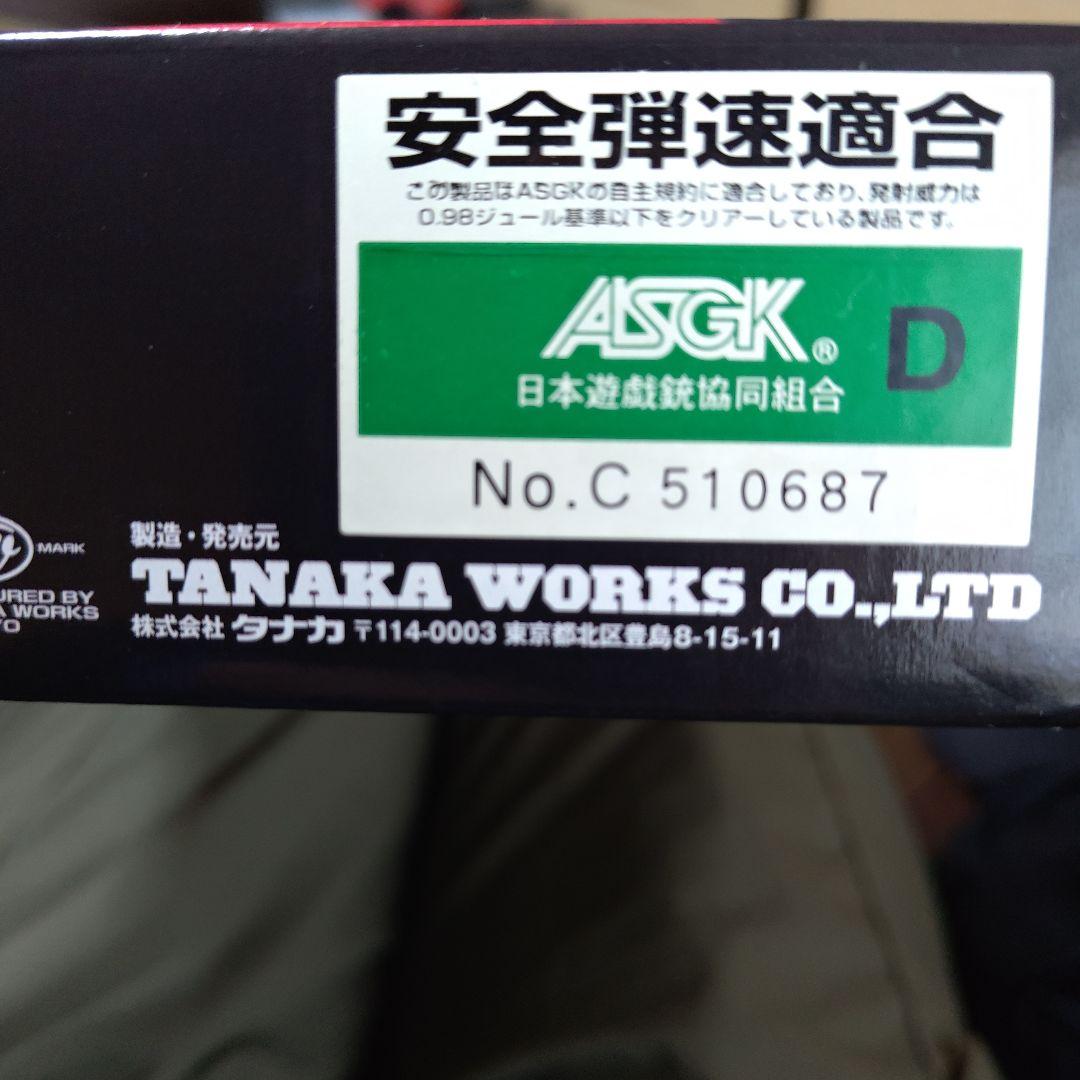 安全弾速適合
この製品はASGKの自主規約に適合しており、発射威力は
0.98ジュール基準以下をクリアーしている製品です。
ASGK®
日本遊戯銃協同組合
D
No.C 510687
MARK
URED BY
A WORKS
YO
製造・発売元
TANAKA WORKS CO.,LTD
株式会社 タナカ 〒114-0003 東京都北区豊島8-15-11